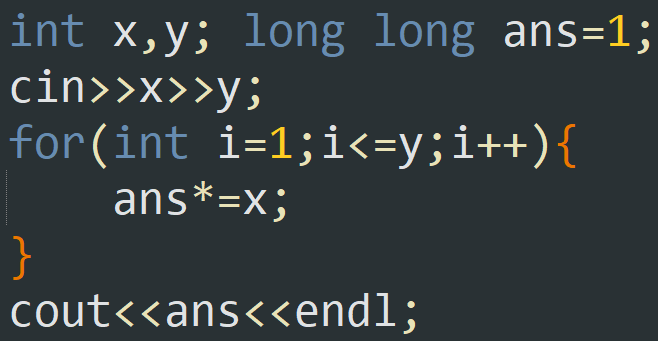 int x,y; long long ans=1;
cin>>x>>y;
for(int i=1;i<=y;i++){
    ans*=x;
}
cout<<ans<<endl;